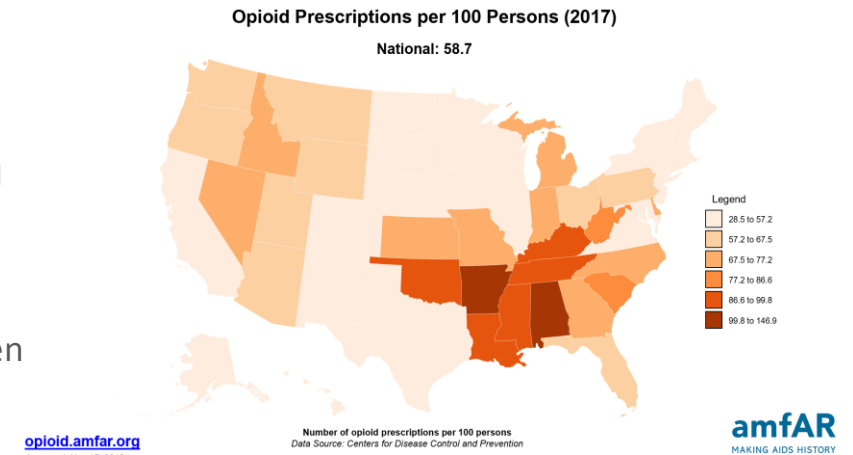 Opioid Prescriptions per 100 Persons (2017)
National: 58.7
Legend
28.5 to 57.2
57.2 to 67.5
67.5 to 77.2
77.2 to 86.6
86.6 to 99.8
99.8 to 146.9
en
opioid.amfar.org
Number of opioid prescriptions per 100 persons
Data Source: Centers for Disease Control and Prevention
amfAR
MAKING AIDS HISTORY